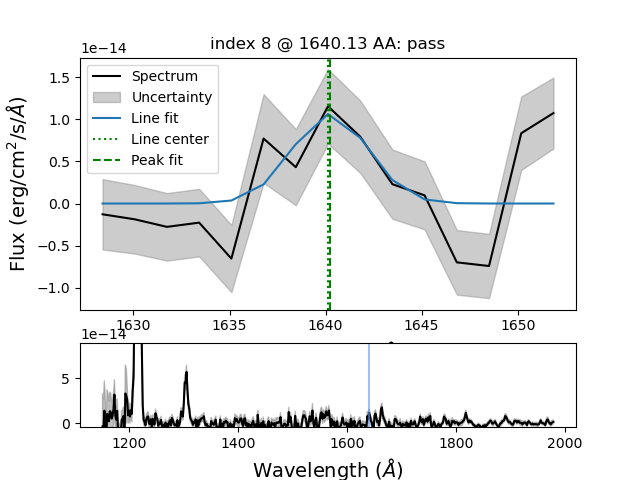 index 8 @ 1640.13 AA: pass
1e−14
Spectrum
Uncertainty
Line fit
Line center
Peak fit
Flux (erg/cm²/s/Å)
1.5
1.0
0.5
0.0
−0.5
−1.0
1630
1635
1640
1645
1650
1e−14
5
0
1200
1400
1600
1800
2000
Wavelength (Å)